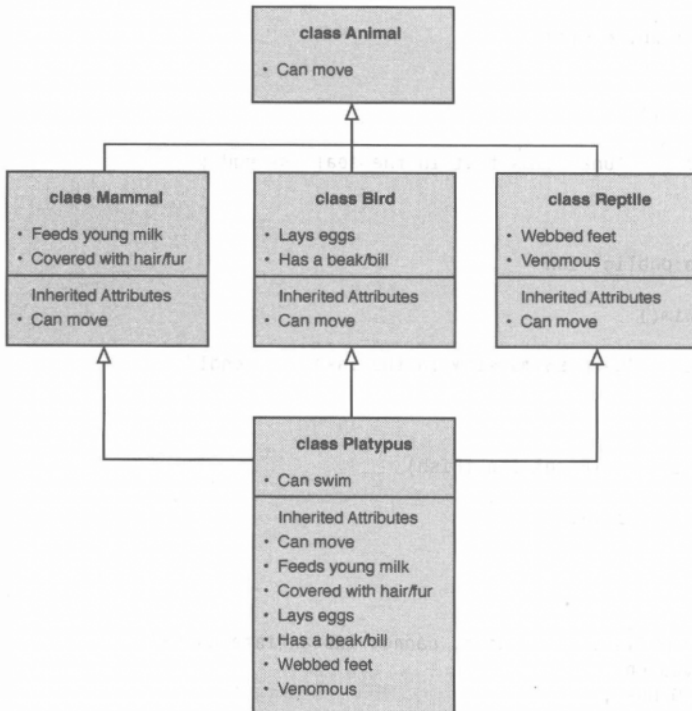 class Animal
• Can move
class Mammal
• Feeds young milk
• Covered with hair/fur
Inherited Attributes
• Can move
class Bird
• Lays eggs
• Has a beak/bill
Inherited Attributes
• Can move
class Reptile
• Webbed feet
• Venomous
Inherited Attributes
• Can move
class Platypus
• Can swim
Inherited Attributes
• Can move
• Feeds young milk
• Covered with hair/fur
• Lays eggs
• Has a beak/bill
• Webbed feet
• Venomous